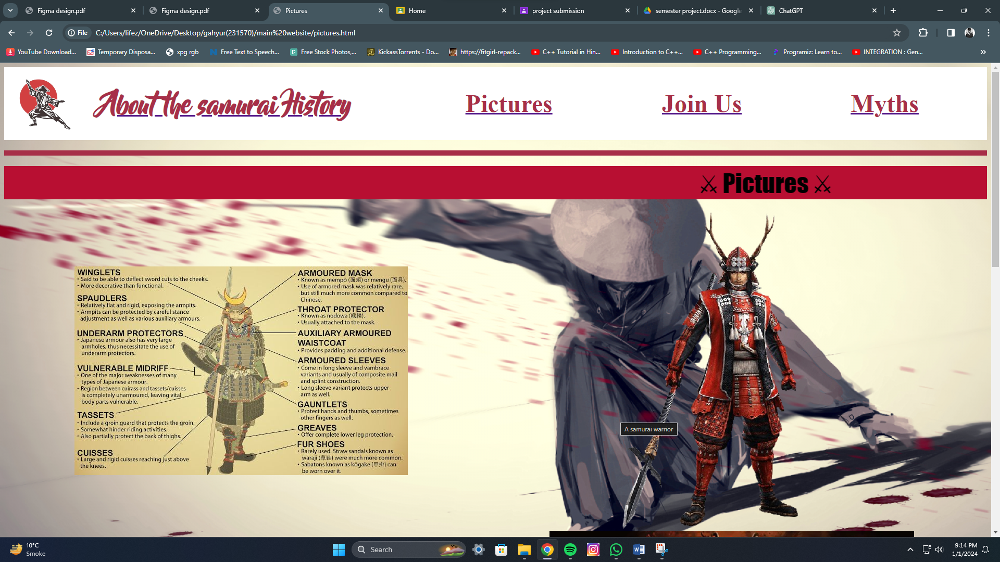 Figma design.pdf
Figma design.pdf
Pictures
Home
project submission
semester project.docx - Google
ChatGPT
File
C:/Users/lifez/OneDrive/Desktop/gahyur(231570)/main%20website/pictures.html
YouTube Download...
Temporary Disposa...
xpg rgb
Free Text to Speech...
Free Stock Photos,...
KickassTorrents - Do...
https://fitgirl-repack...
C++ Tutorial in Hin...
Introduction to C++...
C++ Programming...
Programiz: Learn to...
INTEGRATION : Gen...
About the samurai History
Pictures
Join Us
Myths
⚔ Pictures ⚔
WINGLETS
• Said to be able to deflect sword cuts to the cheeks.
• More decorative than functional.
SPAUDLERS
• Relatively flat and rigid, exposing the armpits.
• Armpits can be protected by careful stance
adjustment as well as various auxiliary armours.
UNDERARM PROTECTORS
• Japanese armour also has very large
armholes, thus necessitate the use of
underarm protectors.
VULNERABLE MIDRIFF
• One of the major weaknesses of many
types of Japanese armour.
• Region between cuirass and tassets/cuisses
is completely unarmoured, leaving vital
body parts vulnerable.
TASSETS
• Include a groin guard that protects the groin.
• Somewhat hinder riding activities.
• Also partially protect the back of thighs.
CUISSES
• Large and rigid cuisses reaching just above
the knees.
ARMOURED MASK
• Known as mempō (面頬) or mengu (面具).
• Use of armored mask was relatively rare,
but still much more common compared to
Chinese.
THROAT PROTECTOR
• Known as nodowa (喉輪).
• Usually attached to the mask.
AUXILIARY ARMOURED
WAISTCOAT
• Provides padding and additional defense.
ARMOURED SLEEVES
• Come in long sleeve and vambrace
variants and usually of composite mail
and splint construction.
• Long sleeve variant protects upper
arm as well.
GAUNTLETS
• Protect hands and thumbs, sometimes
other fingers as well.
GREAVES
• Offer complete lower leg protection.
FUR SHOES
• Rarely used. Straw sandals known as
waraji (草鞋) were much more common.
• Sabatons known as kōgake (甲掛) can
be worn over it.
A samurai warrior
10°C
Smoke
Search
9:14 PM
1/1/2024